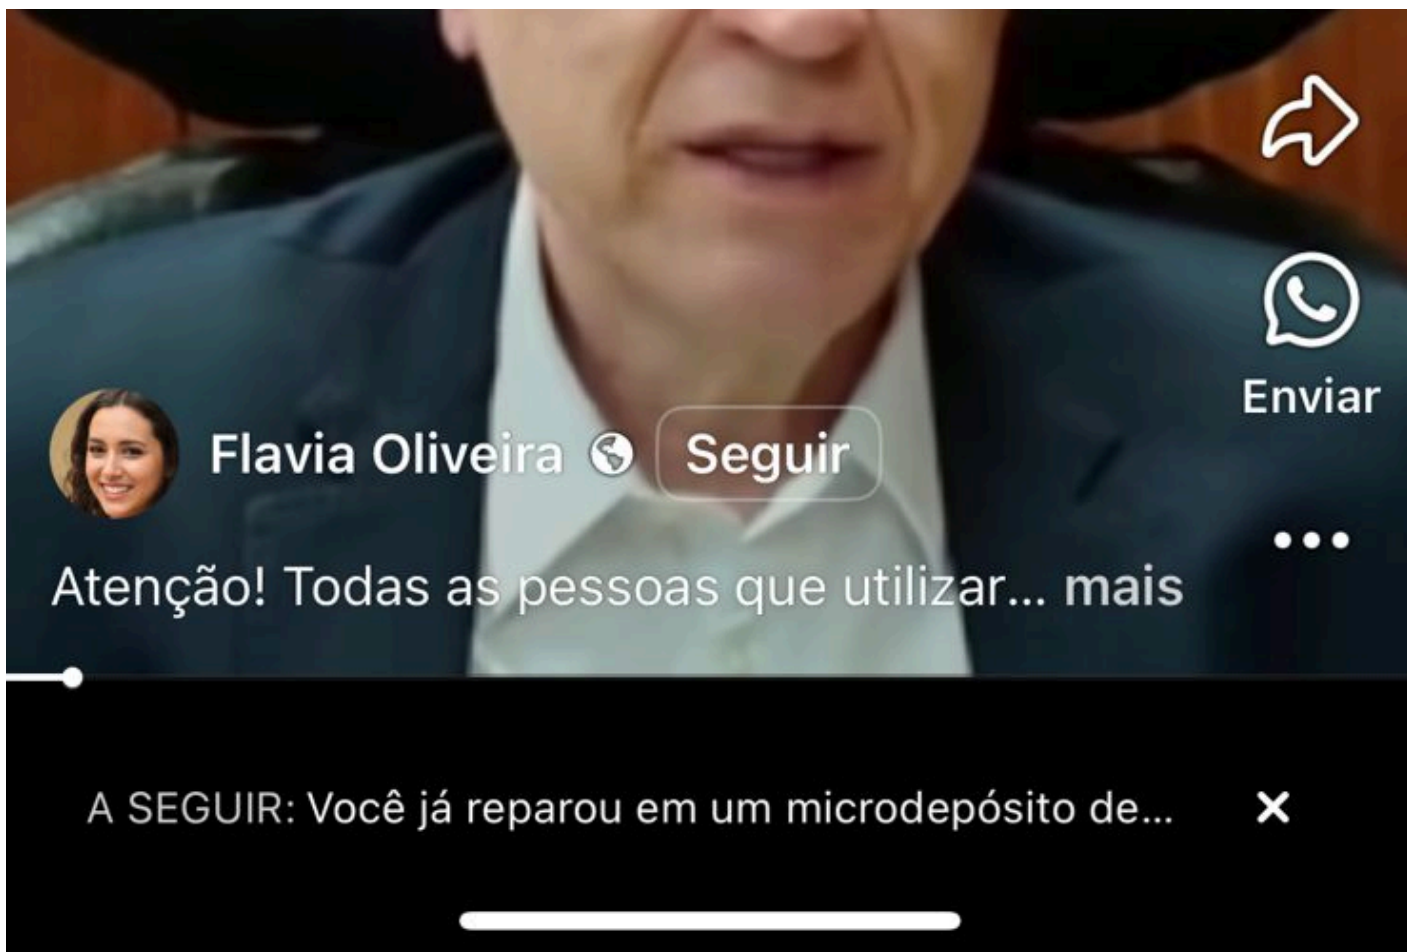 Enviar
Flavia Oliveira Seguir
Atenção! Todas as pessoas que utilizar... mais
A SEGUIR: Você já reparou em um microdepósito de...